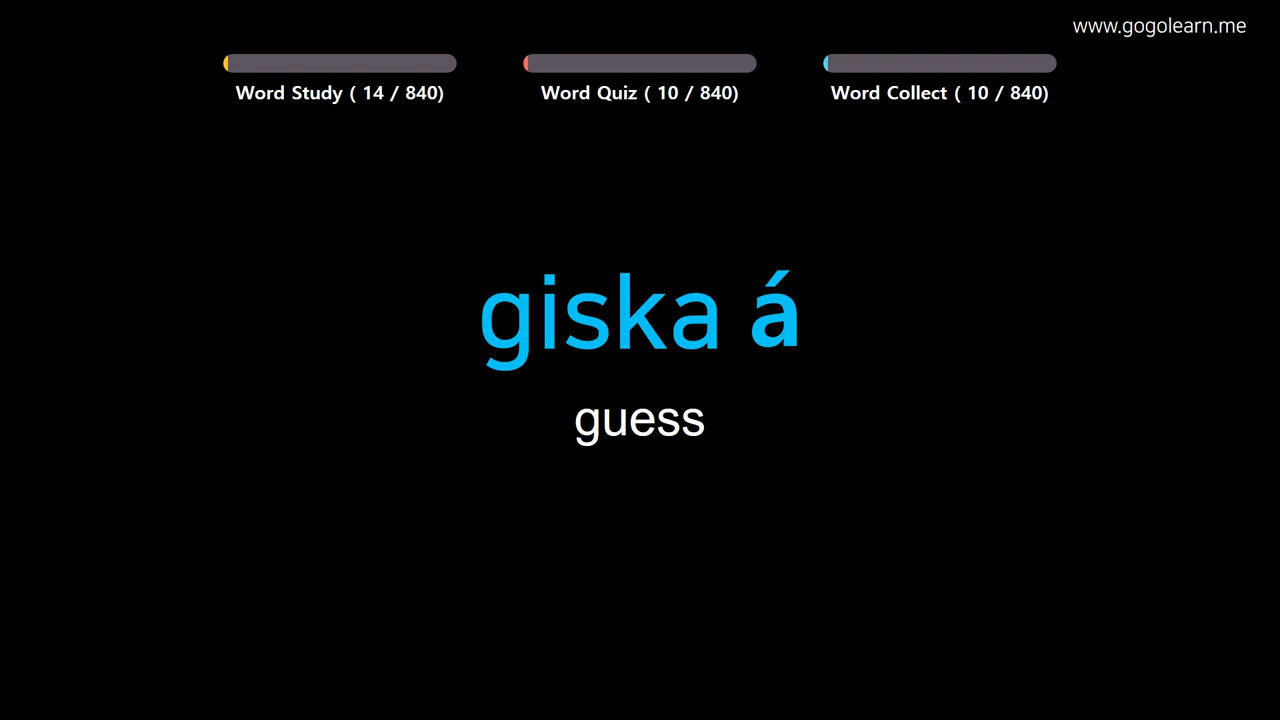 www.gogolearn.me
Word Study ( 14 / 840)
Word Quiz ( 10 / 840)
Word Collect ( 10 / 840)
giska á
guess